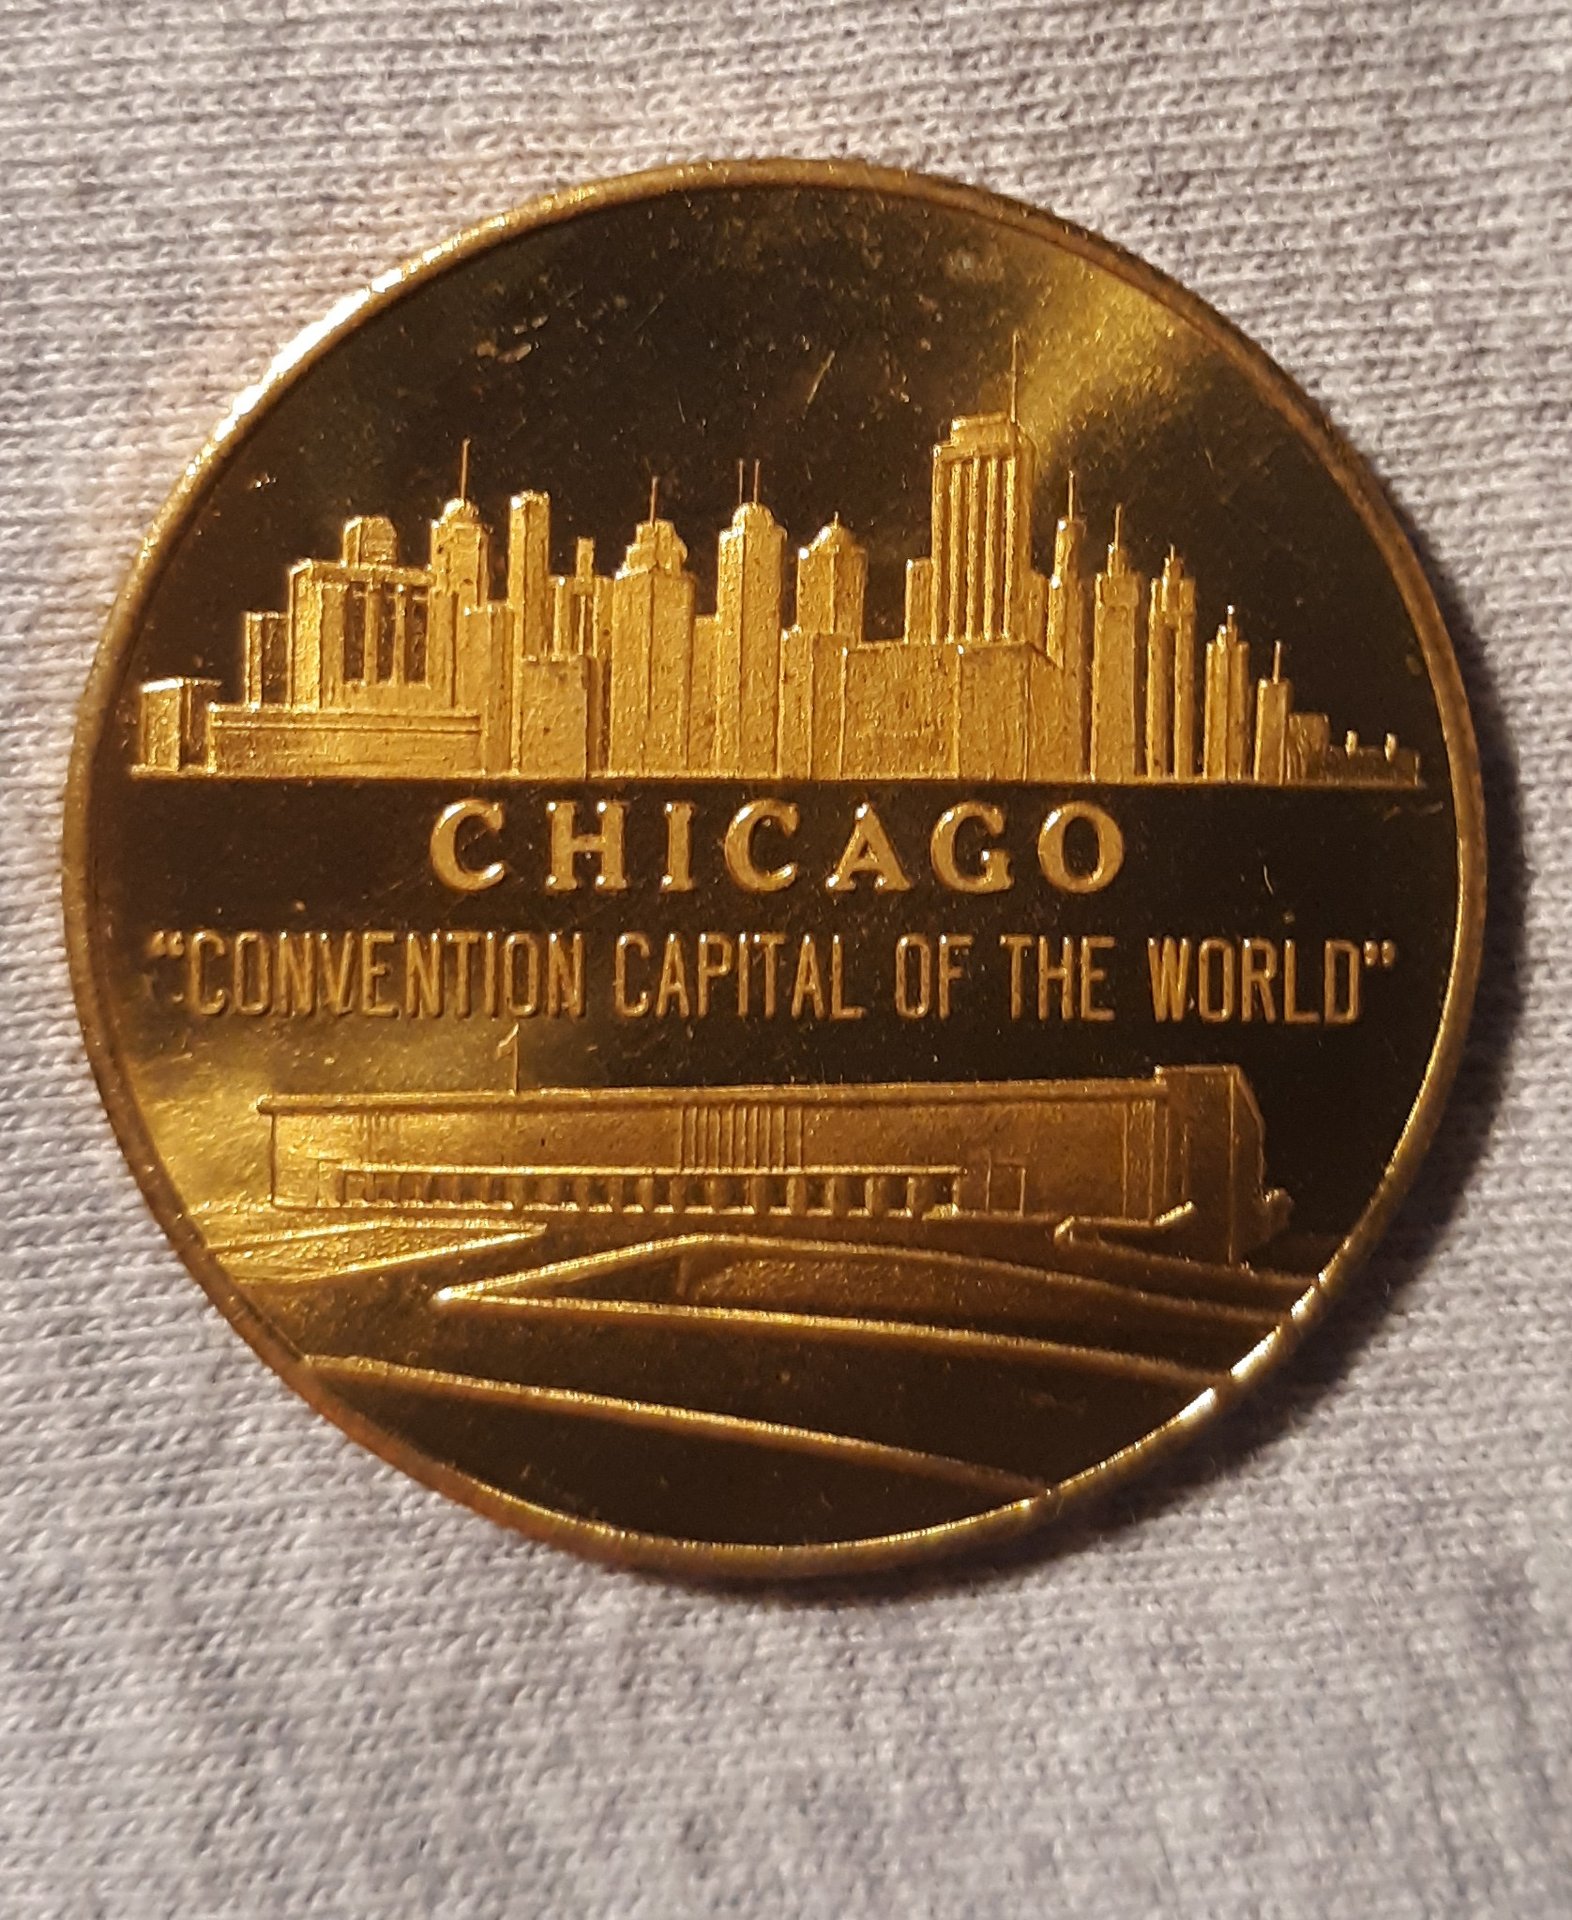 CHICAGO
“CONVENTION CAPITAL OF THE WORLD”